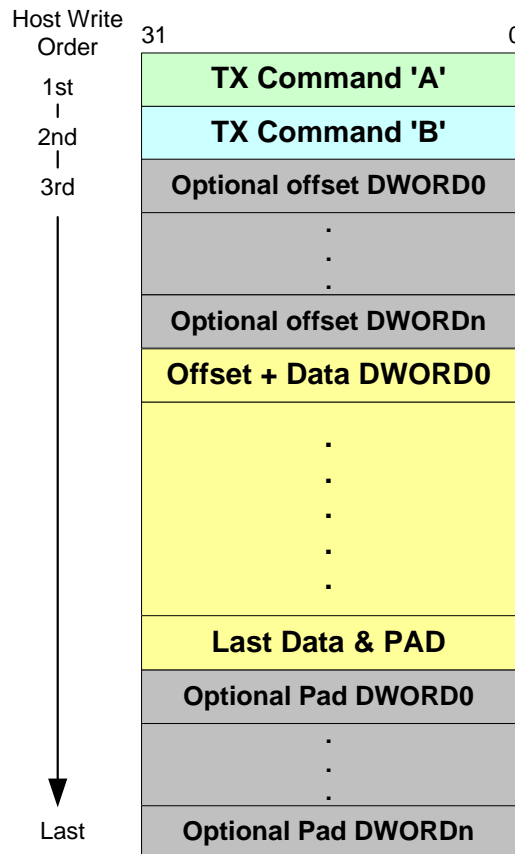 Host Write
Order
31
0
1st
TX Command 'A'
2nd
TX Command 'B'
3rd
Optional offset DWORD0
.
.
.
Optional offset DWORDn
Offset + Data DWORD0
.
.
.
.
.
Last Data & PAD
Optional Pad DWORD0
.
.
.
Last
Optional Pad DWORDn